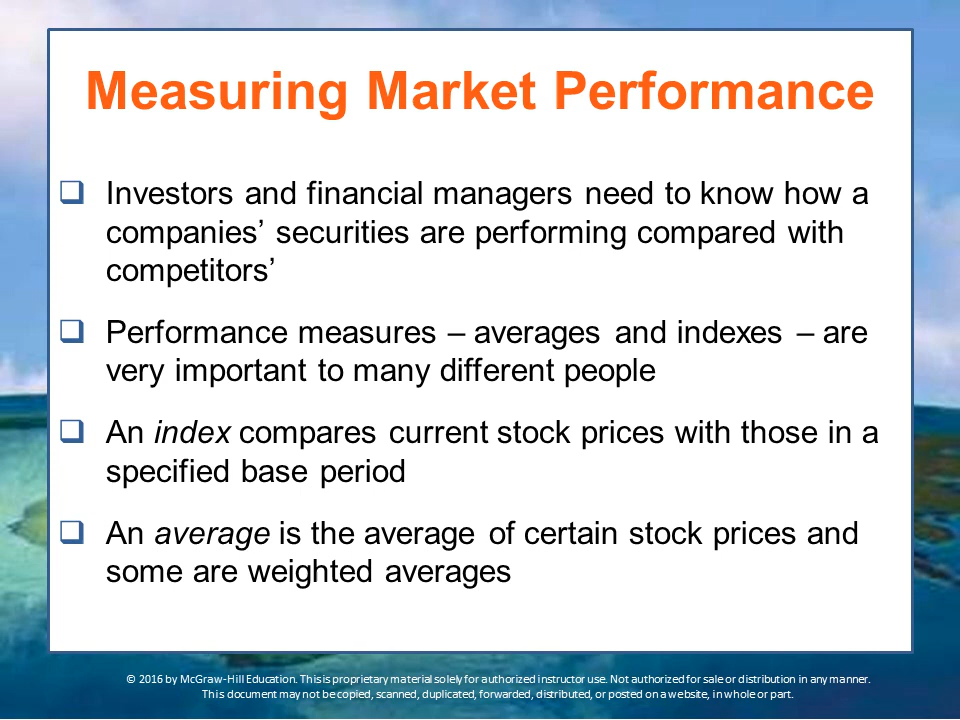 Measuring Market Performance
Investors and financial managers need to know how a
companies’ securities are performing compared with
competitors’
Performance measures – averages and indexes – are
very important to many different people
An index compares current stock prices with those in a
specified base period
An average is the average of certain stock prices and
some are weighted averages
© 2016 by McGraw-Hill Education. This is proprietary material solely for authorized instructor use. Not authorized for sale or distribution in any manner.
This document may not be copied, scanned, duplicated, forwarded, distributed, or posted on a website, in whole or part.